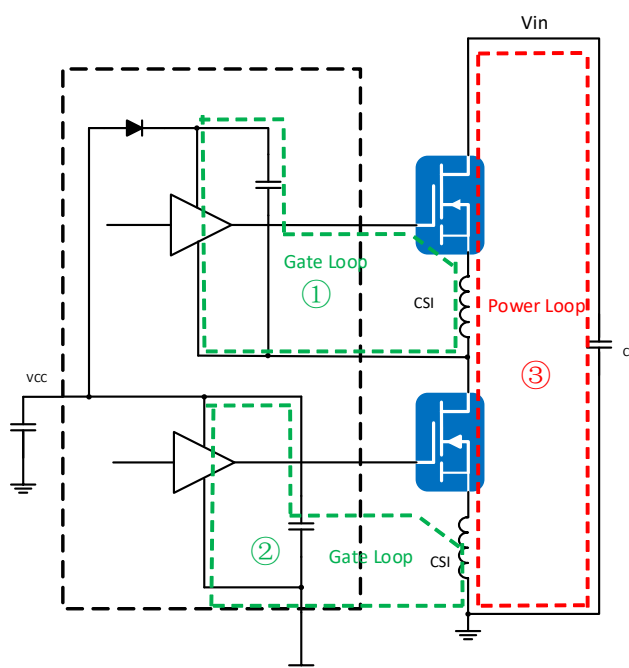 Vin
Gate Loop
①
CSI
Power Loop
C
③
VCC
②
Gate Loop
CSI